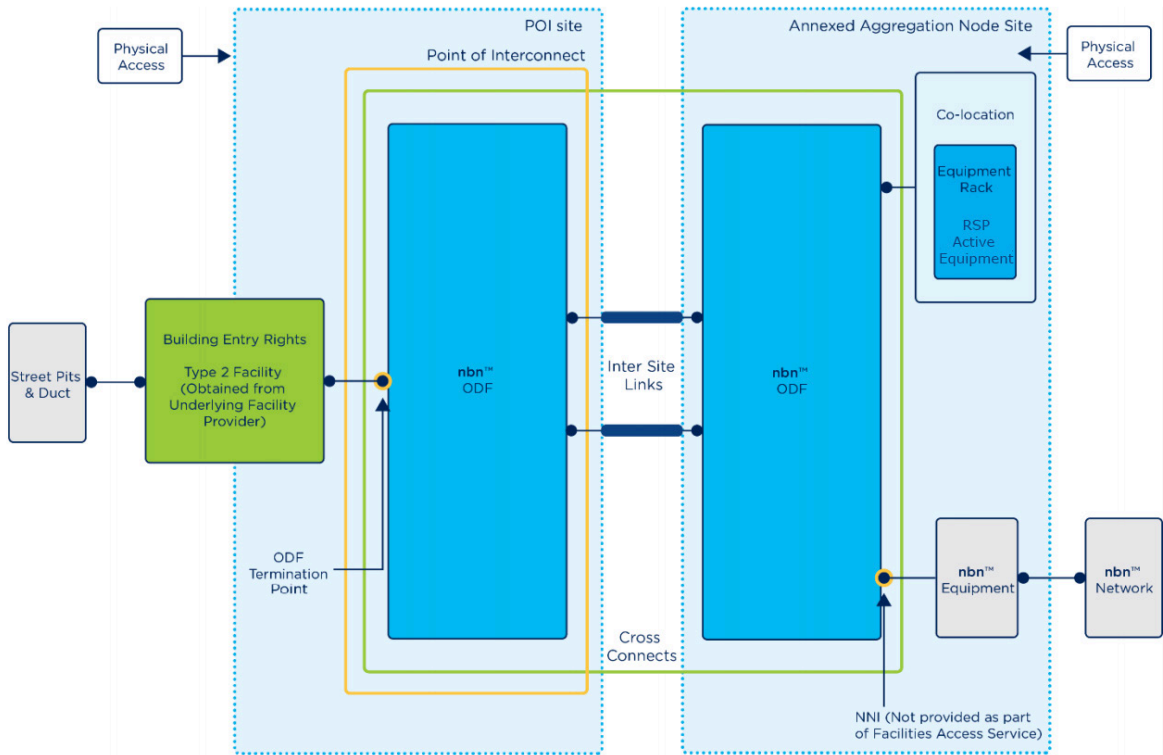 POI site
Annexed Aggregation Node Site
Physical
Access
Point of Interconnect
Physical
Access
Co-location
Equipment
Rack
RSP
Active
Equipment
Building Entry Rights
Type 2 Facility
(Obtained from
Underlying Facility
Provider)
Street Pits
& Duct
nbn™
ODF
Inter Site
Links
nbn™
ODF
ODF
Termination
Point
nbn™
Equipment
nbn™
Network
Cross
Connects
NNI (Not provided as part
of Facilities Access Service)